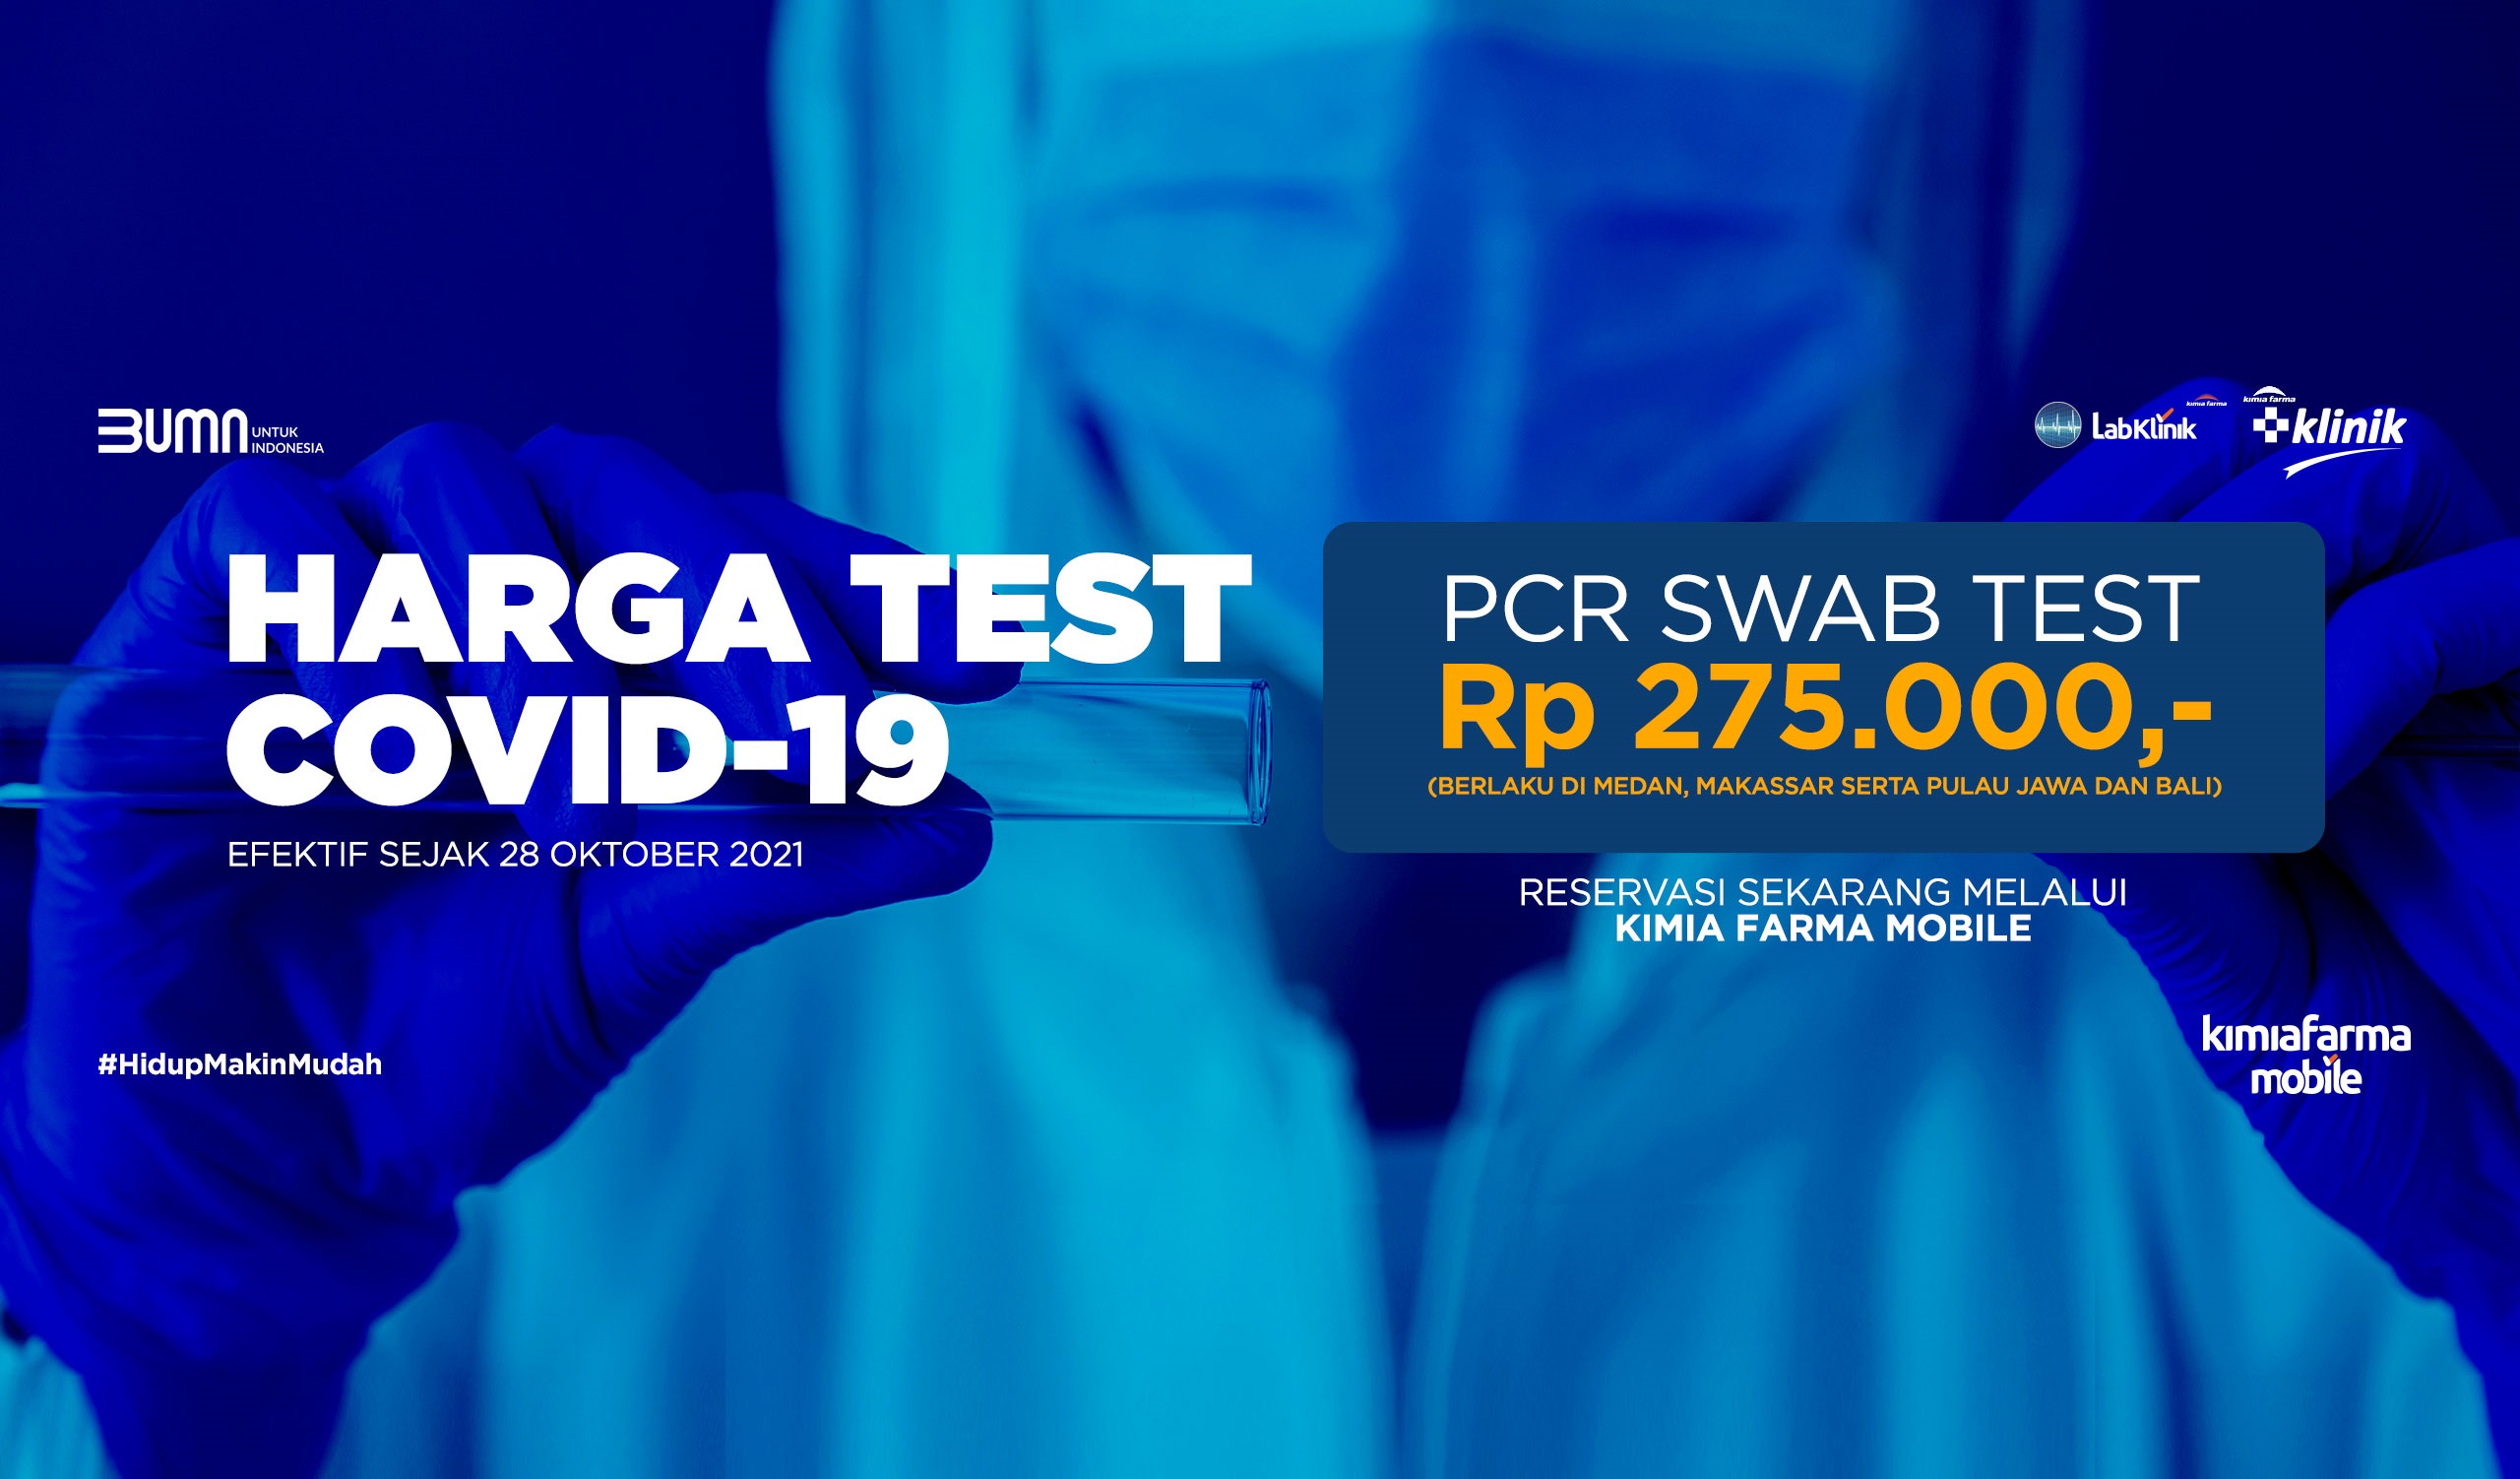 BUMN UNTUK
INDONESIA
LabKlinik kimia farma
kimia farma
klinik
HARGA TEST
COVID-19
EFEKTIF SEJAK 28 OKTOBER 2021
PCR SWAB TEST
Rp 275.000,-
(BERLAKU DI MEDAN, MAKASSAR SERTA PULAU JAWA DAN BALI)
RESERVASI SEKARANG MELALUI
KIMIA FARMA MOBILE
#HidupMakinMudah
kimiafarma
mobile